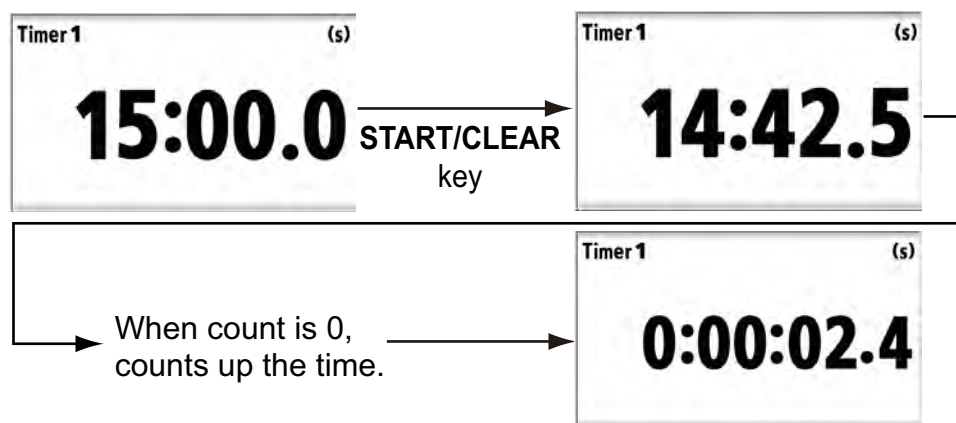 Timer 1 (s)
15:00.0
START/CLEAR
key
Timer 1 (s)
14:42.5
When count is 0,
counts up the time.
Timer 1 (s)
0:00:02.4